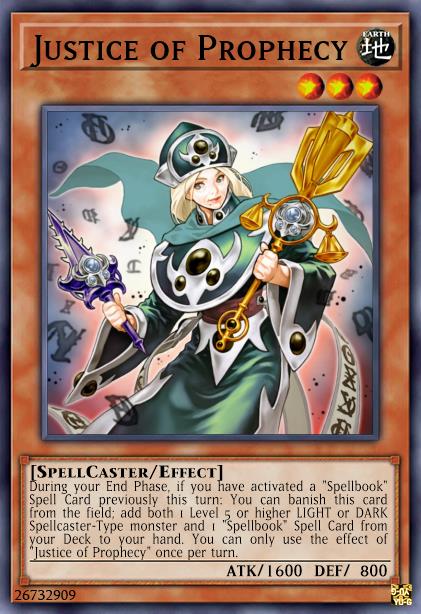 JUSTICE OF PROPHECY
EARTH
地
[SPELLCASTER/EFFECT]
During your End Phase, if you have activated a "Spellbook"
Spell Card previously this turn: You can banish this card
from the field; add both 1 Level 5 or higher LIGHT or DARK
Spellcaster-Type monster and 1 "Spellbook" Spell Card from
your Deck to your hand. You can only use the effect of
"Justice of Prophecy" once per turn.
ATK/1600 DEF/ 800
26732909